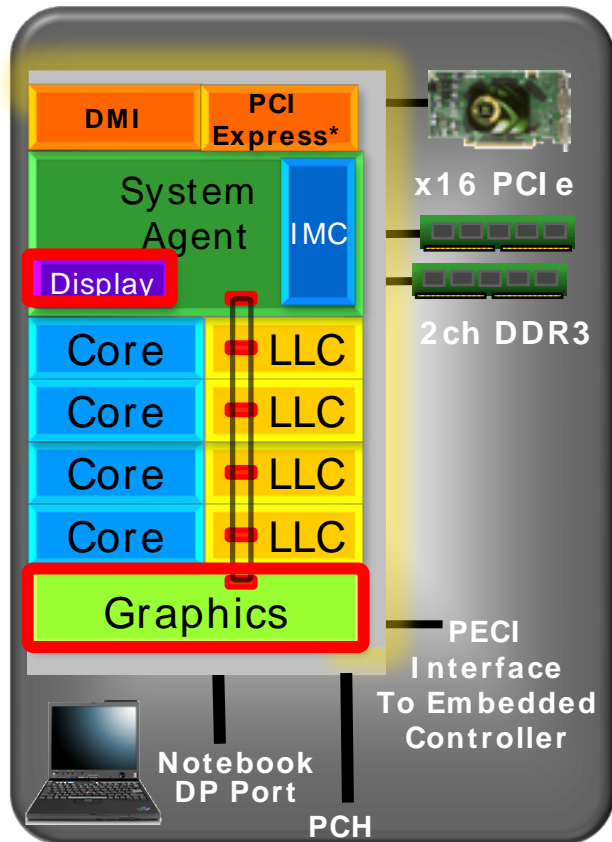 DMI
PCI
Express*
System
Agent
IMC
Display
x16 PCIe
2ch DDR3
Core
LLC
Core
LLC
Core
LLC
Core
LLC
Graphics
PECI
Interface
To Embedded
Controller
Notebook
DP Port
PCH